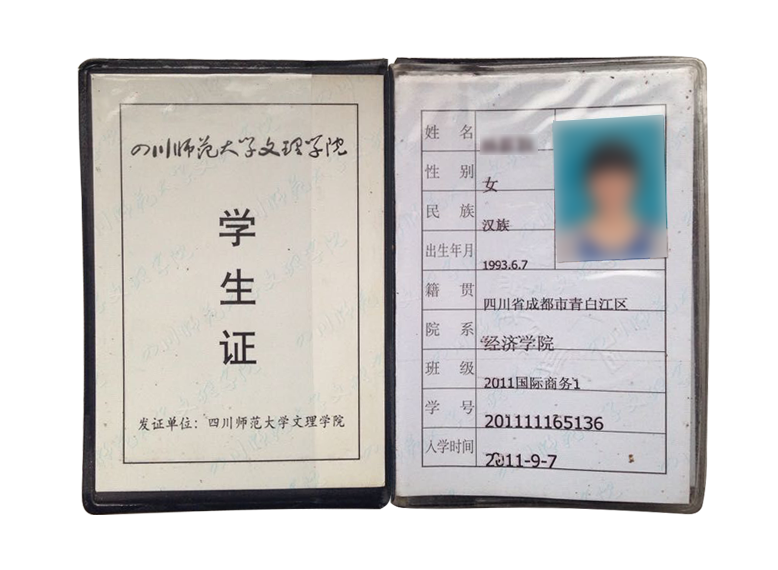 四川师范大学文理学院
学生证
发证单位：四川师范大学文理学院
姓 名
性 别 女
民 族 汉族
出生年月 1993.6.7
籍 贯 四川省成都市青白江区
院 系 经济学院
班 级 2011国际商务1
学 号 201111165136
入学时间 2011-9-7